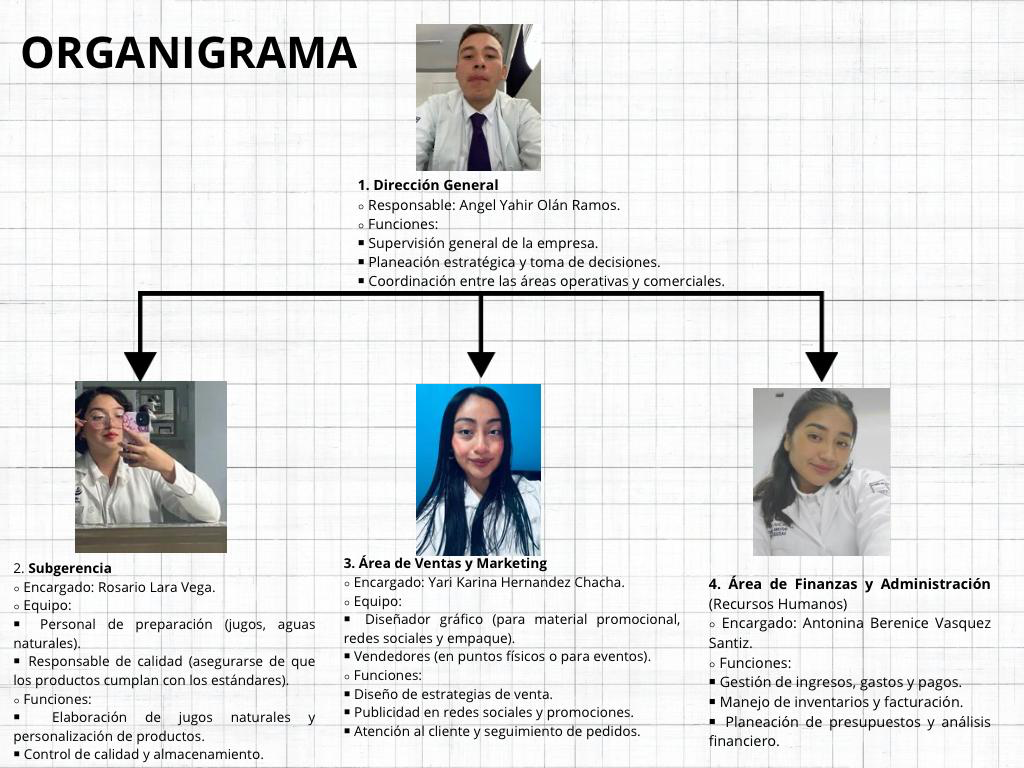 ORGANIGRAMA
1. Dirección General
◦ Responsable: Angel Yahir Olán Ramos.
◦ Funciones:
▪ Supervisión general de la empresa.
▪ Planeación estratégica y toma de decisiones.
▪ Coordinación entre las áreas operativas y comerciales.
2. Subgerencia
◦ Encargado: Rosario Lara Vega.
◦ Equipo:
▪ Personal de preparación (jugos, aguas
naturales).
▪ Responsable de calidad (asegurarse de que
los productos cumplan con los estándares).
◦ Funciones:
▪ Elaboración de jugos naturales y
personalización de productos.
▪ Control de calidad y almacenamiento.
3. Área de Ventas y Marketing
◦ Encargado: Yari Karina Hernandez Chacha.
◦ Equipo:
▪ Diseñador gráfico (para material promocional,
redes sociales y empaque).
▪ Vendedores (en puntos físicos o para eventos).
◦ Funciones:
▪ Diseño de estrategias de venta.
▪ Publicidad en redes sociales y promociones.
▪ Atención al cliente y seguimiento de pedidos.
4. Área de Finanzas y Administración
(Recursos Humanos)
◦ Encargado: Antonina Berenice Vasquez
Santiz.
◦ Funciones:
▪ Gestión de ingresos, gastos y pagos.
▪ Manejo de inventarios y facturación.
▪ Planeación de presupuestos y análisis
financiero.